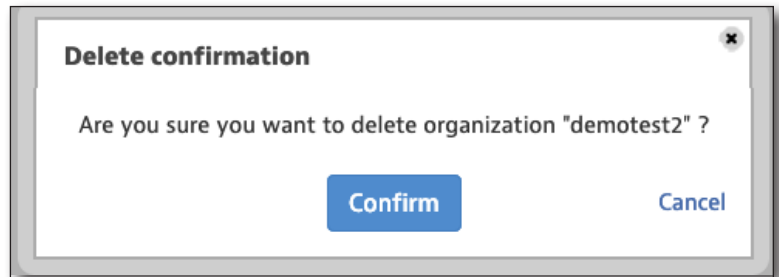 Delete confirmation
Are you sure you want to delete organization "demotest2" ?
Confirm
Cancel